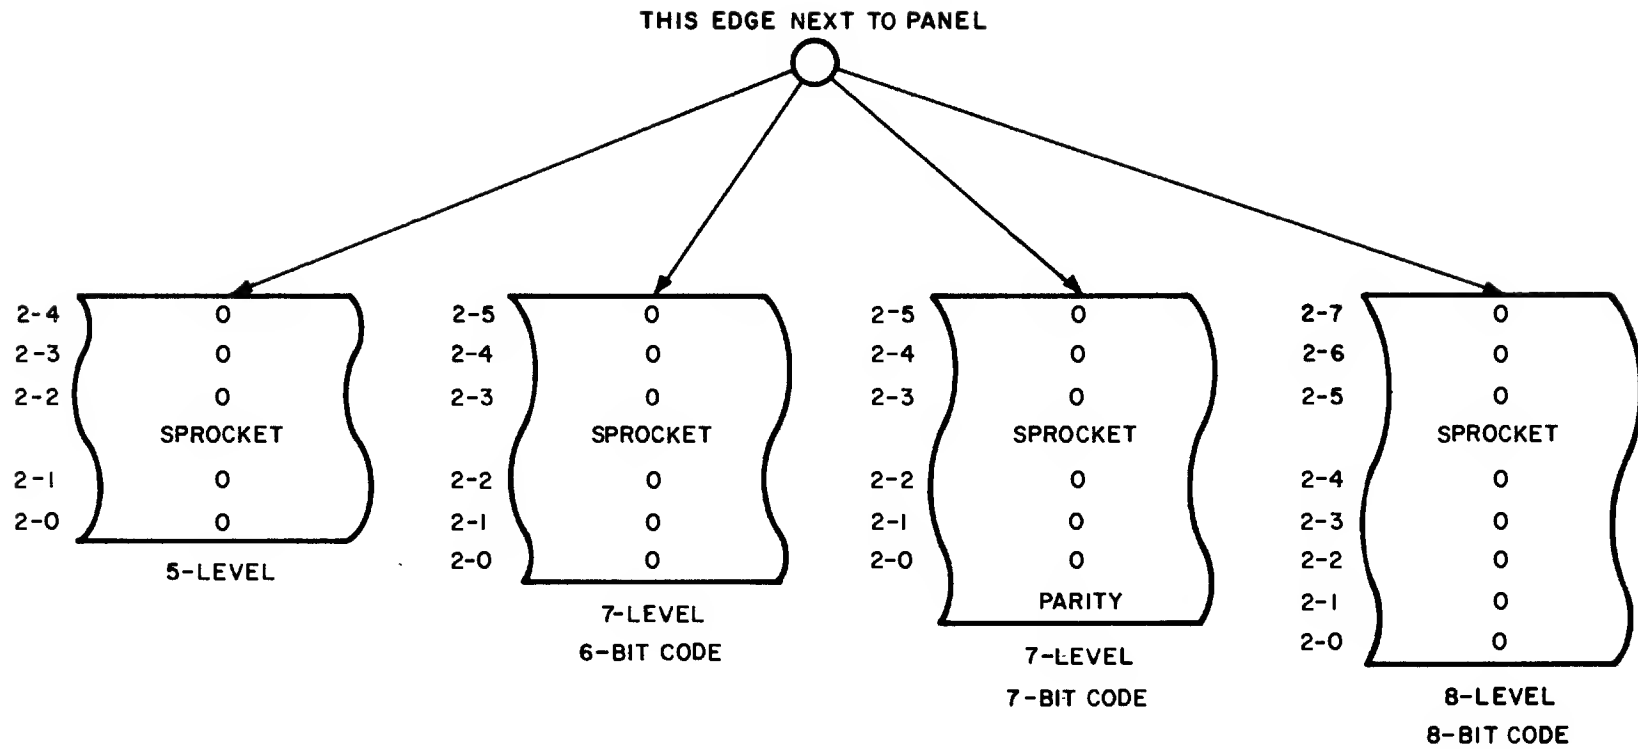 THIS EDGE NEXT TO PANEL
2-4 O
2-3 O
2-2 O
SPROCKET
2-1 O
2-0 O
5-LEVEL
2-5 O
2-4 O
2-3 O
SPROCKET
2-2 O
2-1 O
2-0 O
7-LEVEL
6-BIT CODE
2-5 O
2-4 O
2-3 O
SPROCKET
2-2 O
2-1 O
2-0 O
PARITY
7-LEVEL
7-BIT CODE
2-7 O
2-6 O
2-5 O
SPROCKET
2-4 O
2-3 O
2-2 O
2-1 O
2-0 O
8-LEVEL
8-BIT CODE